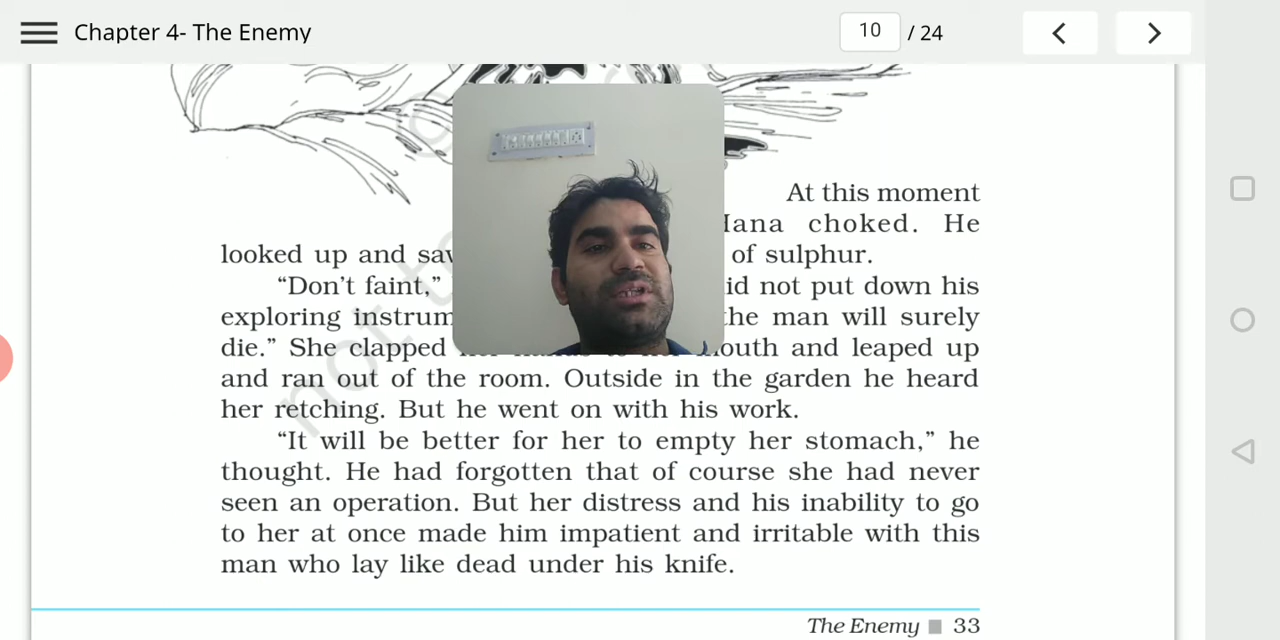 Chapter 4- The Enemy
10 / 24
At this moment
Hana choked. He
looked up and saw of sulphur.
“Don’t faint,” did not put down his
exploring the man will surely
die.” She clapped mouth and leaped up
and ran out of the room. Outside in the garden he heard
her retching. But he went on with his work.
“It will be better for her to empty her stomach,” he
thought. He had forgotten that of course she had never
seen an operation. But her distress and his inability to go
to her at once made him impatient and irritable with this
man who lay like dead under his knife.
The Enemy 33
not to